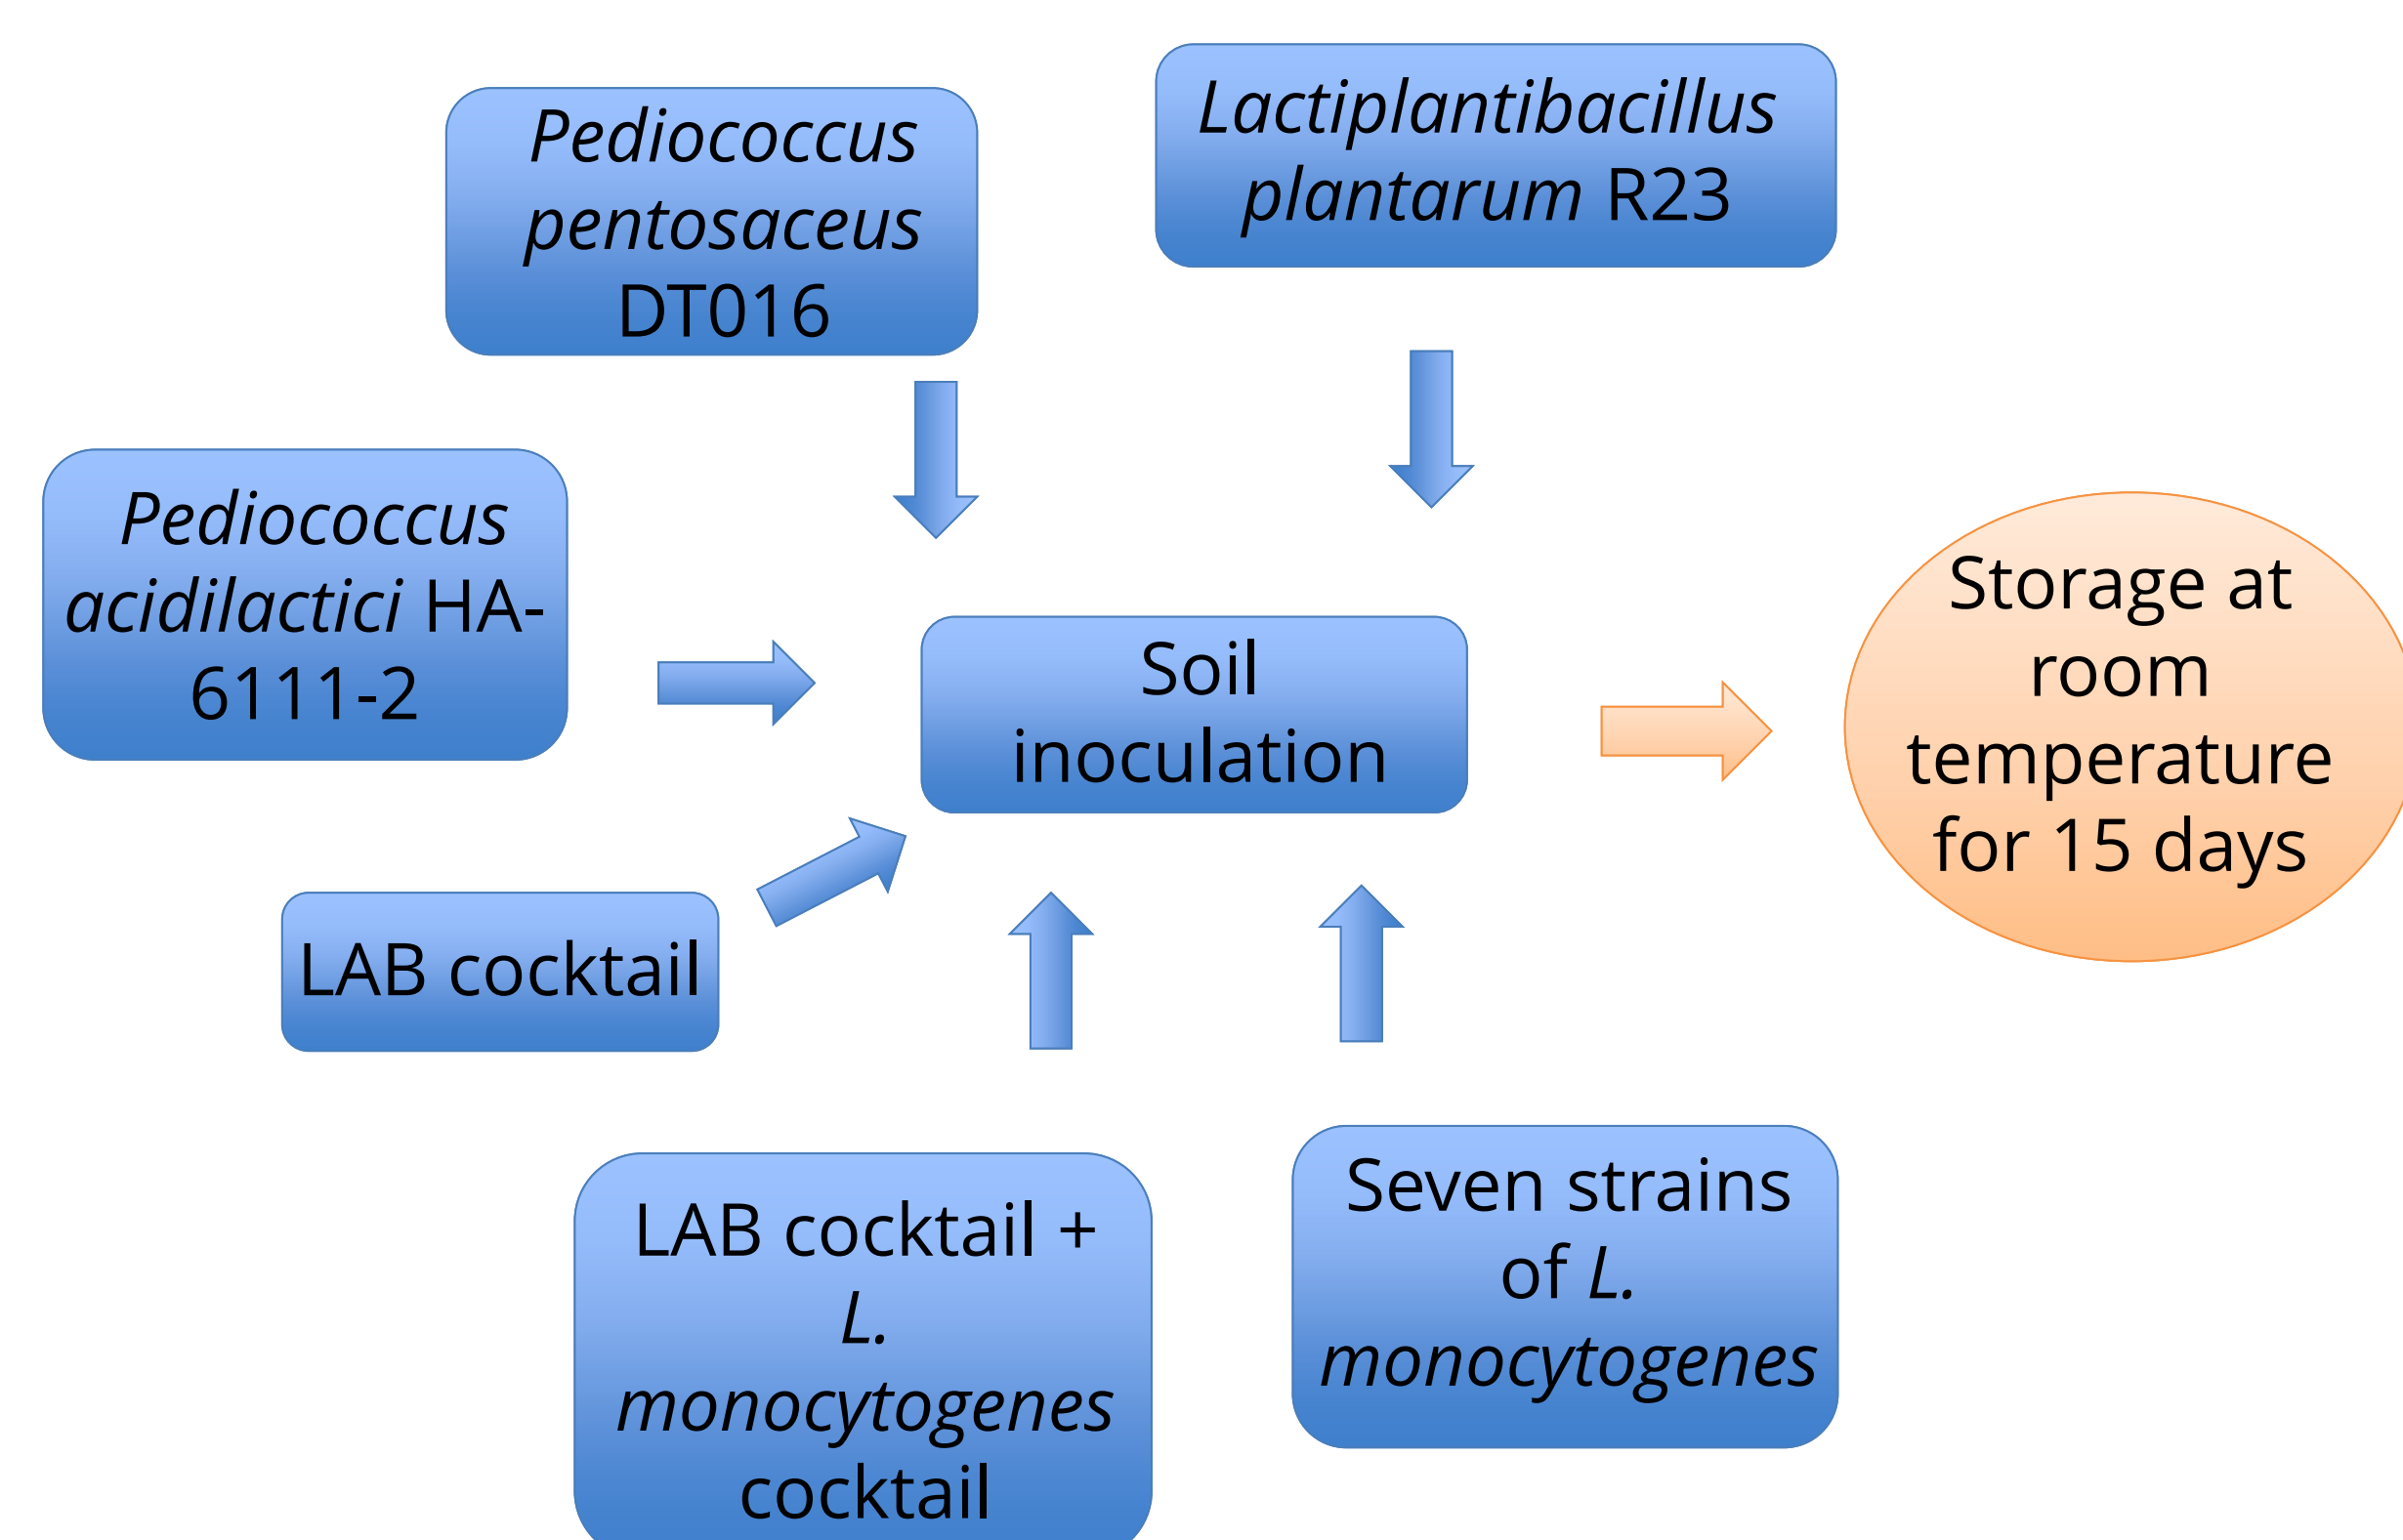 Pediococcus
pentosaceus
DT016
Lactiplantibacillus
plantarum R23
Pediococcus
acidilactici HA-
6111-2
Soil
inoculation
Storage at
room
temperature
for 15 days
LAB cocktail
LAB cocktail +
L.
monocytogenes
cocktail
Seven strains
of L.
monocytogenes